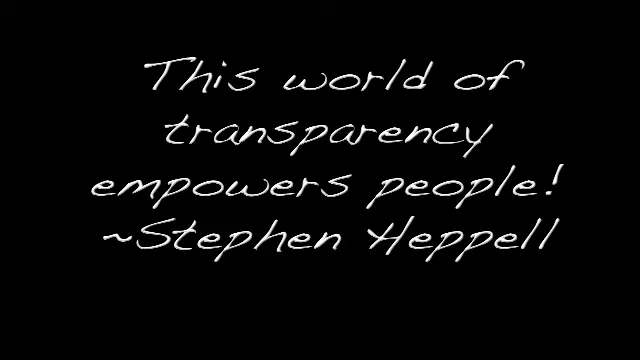 This world of
transparency
empowers people!
~Stephen Heppell